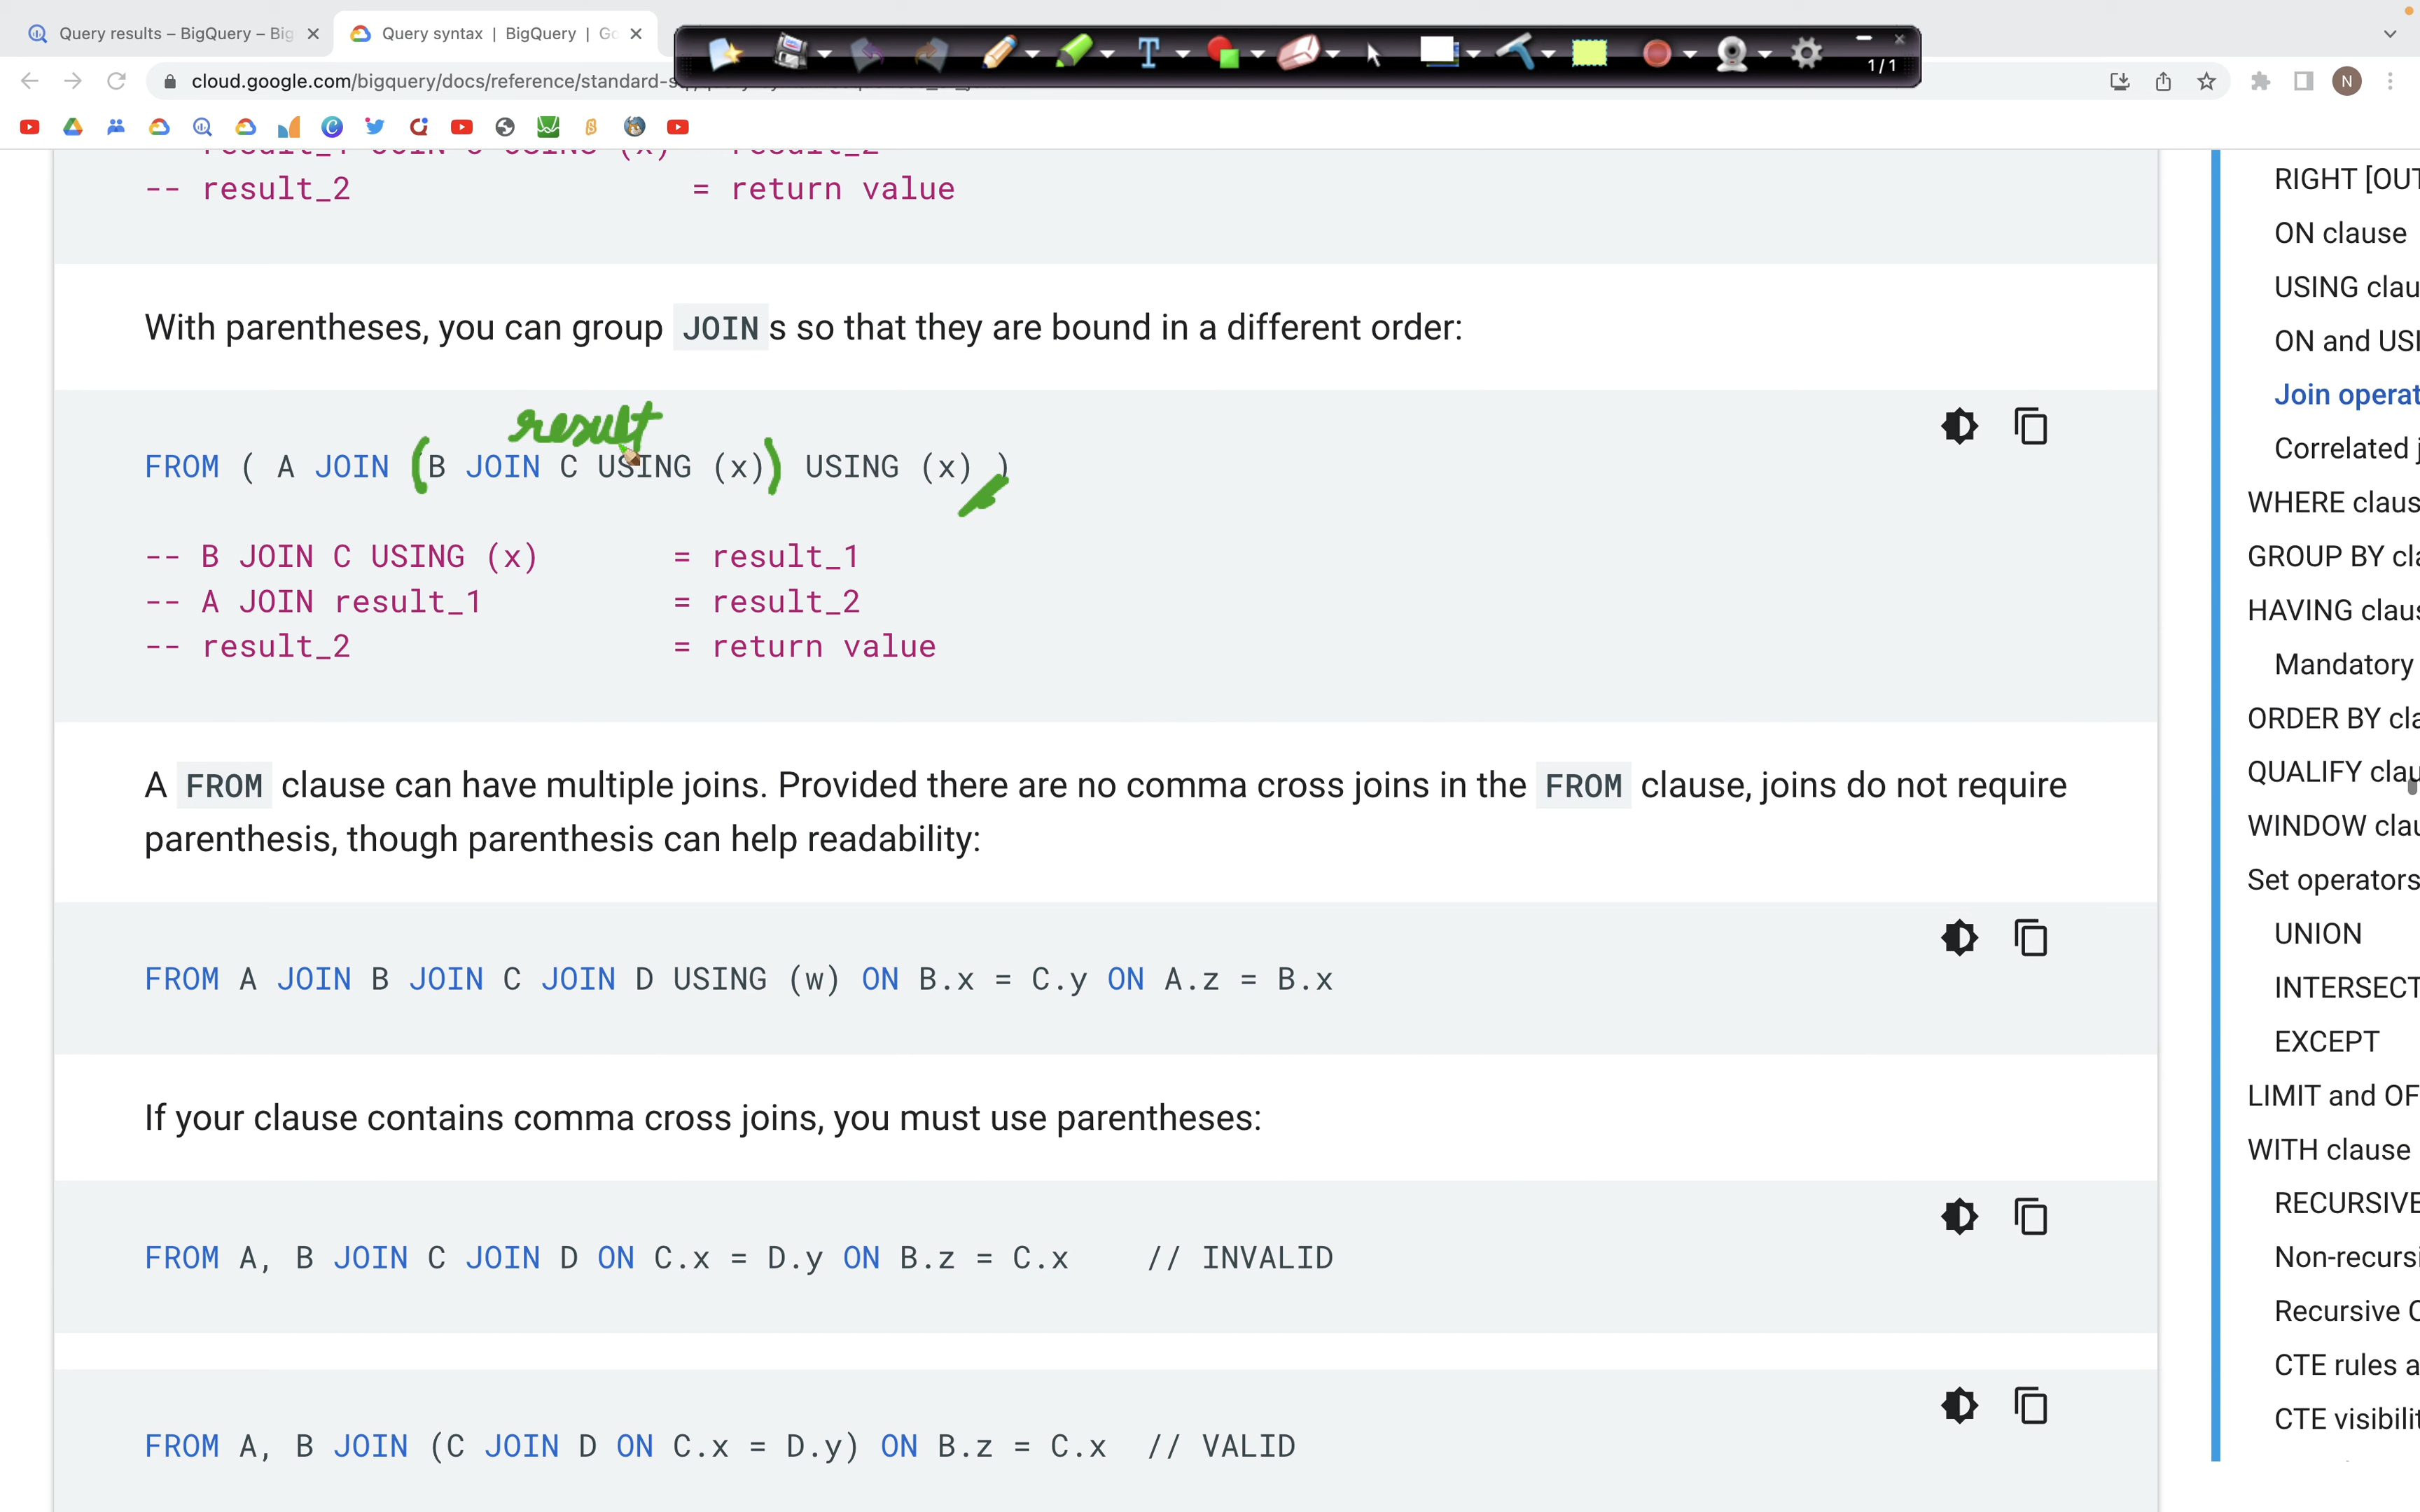 Query results – BigQuery – Big
Query syntax | BigQuery | Go
1/1
cloud.google.com/bigquery/docs/reference/standard-s
N
-- result_2 = return value
With parentheses, you can group JOINs so that they are bound in a different order:
result
FROM ( A JOIN (B JOIN C USING (x)) USING (x) )
-- B JOIN C USING (x) = result_1
-- A JOIN result_1 = result_2
-- result_2 = return value
A FROM clause can have multiple joins. Provided there are no comma cross joins in the FROM clause, joins do not require
parenthesis, though parenthesis can help readability:
FROM A JOIN B JOIN C JOIN D USING (w) ON B.x = C.y ON A.z = B.x
If your clause contains comma cross joins, you must use parentheses:
FROM A, B JOIN C JOIN D ON C.x = D.y ON B.z = C.x // INVALID
FROM A, B JOIN (C JOIN D ON C.x = D.y) ON B.z = C.x // VALID
RIGHT [OUT
ON clause
USING clau
ON and USI
Join operat
Correlated j
WHERE claus
GROUP BY cla
HAVING claus
Mandatory
ORDER BY cla
QUALIFY clau
WINDOW clau
Set operators
UNION
INTERSECT
EXCEPT
LIMIT and OF
WITH clause
RECURSIVE
Non-recursi
Recursive C
CTE rules a
CTE visibilit